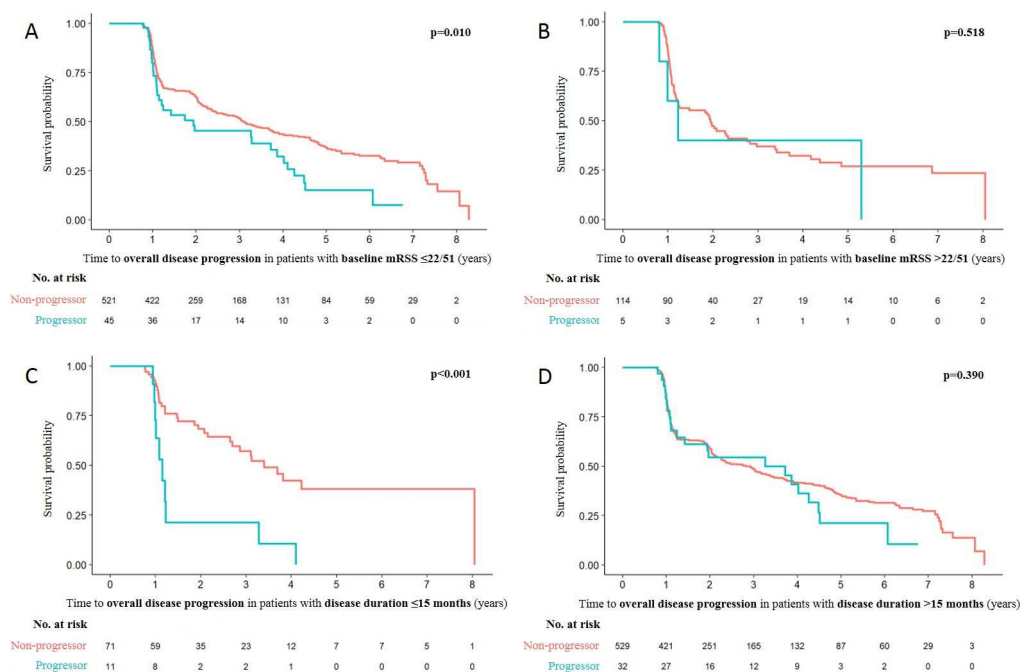 A
p=0.010
1.00
0.75
0.50
0.25
0.00
Survival probability
0 1 2 3 4 5 6 7 8
Time to overall disease progression in patients with baseline mRSS ≤22/51 (years)
No. at risk
Non-progressor 521 422 259 168 131 84 59 29 2
Progressor 45 36 17 14 10 3 2 0 0
B
p=0.518
1.00
0.75
0.50
0.25
0.00
Survival probability
0 1 2 3 4 5 6 7 8
Time to overall disease progression in patients with baseline mRSS >22/51 (years)
No. at risk
Non-progressor 114 90 40 27 19 14 10 6 2
Progressor 5 3 2 1 1 1 0 0 0
C
p<0.001
1.00
0.75
0.50
0.25
0.00
Survival probability
0 1 2 3 4 5 6 7 8
Time to overall disease progression in patients with disease duration ≤15 months (years)
No. at risk
Non-progressor 71 59 35 23 12 7 7 5 1
Progressor 11 8 2 2 1 0 0 0 0
D
p=0.390
1.00
0.75
0.50
0.25
0.00
Survival probability
0 1 2 3 4 5 6 7 8
Time to overall disease progression in patients with disease duration >15 months (years)
No. at risk
Non-progressor 529 421 251 165 132 87 60 29 3
Progressor 32 27 16 12 9 3 2 0 0